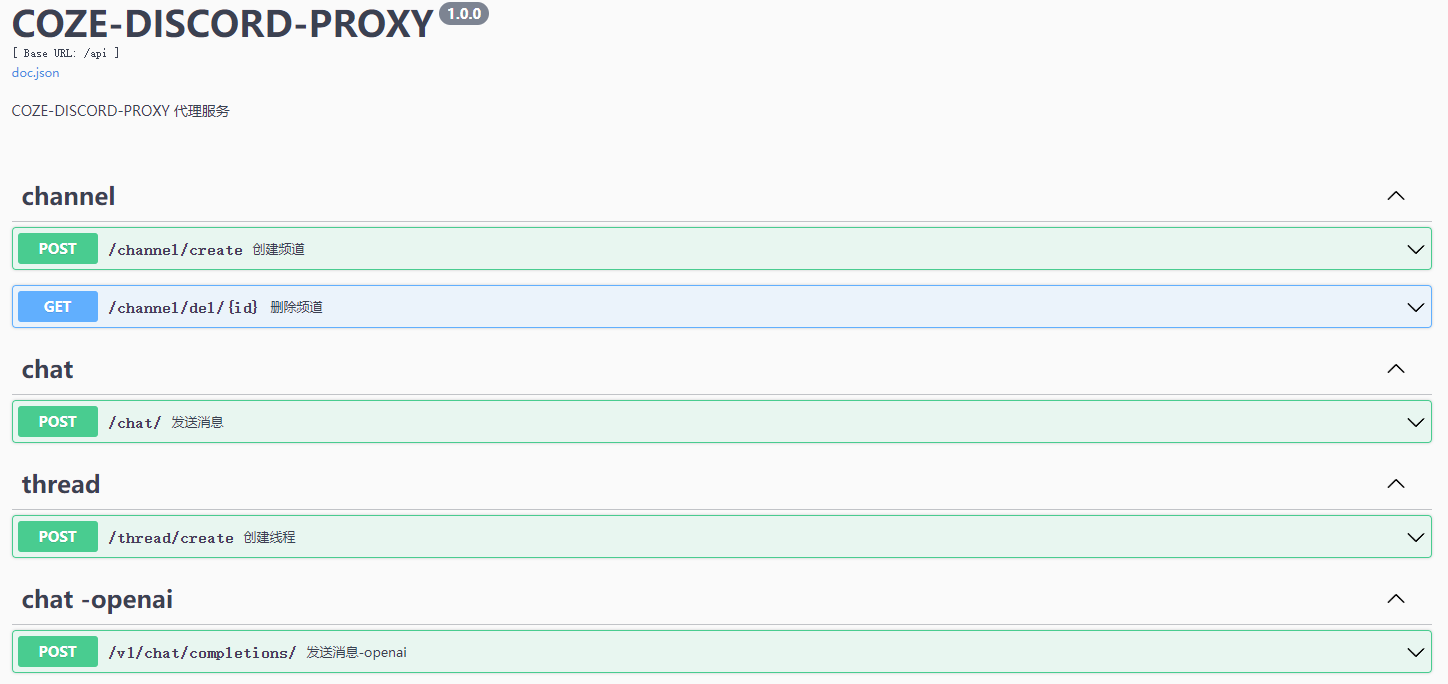 COZE-DISCORD-PROXY 1.0.0
[ Base URL: /api ]
doc.json
COZE-DISCORD-PROXY 代理服务
channel
POST /channel/create 创建频道
GET /channel/del/{id} 删除频道
chat
POST /chat/ 发送消息
thread
POST /thread/create 创建线程
chat -openai
POST /v1/chat/completions/ 发送消息-openai